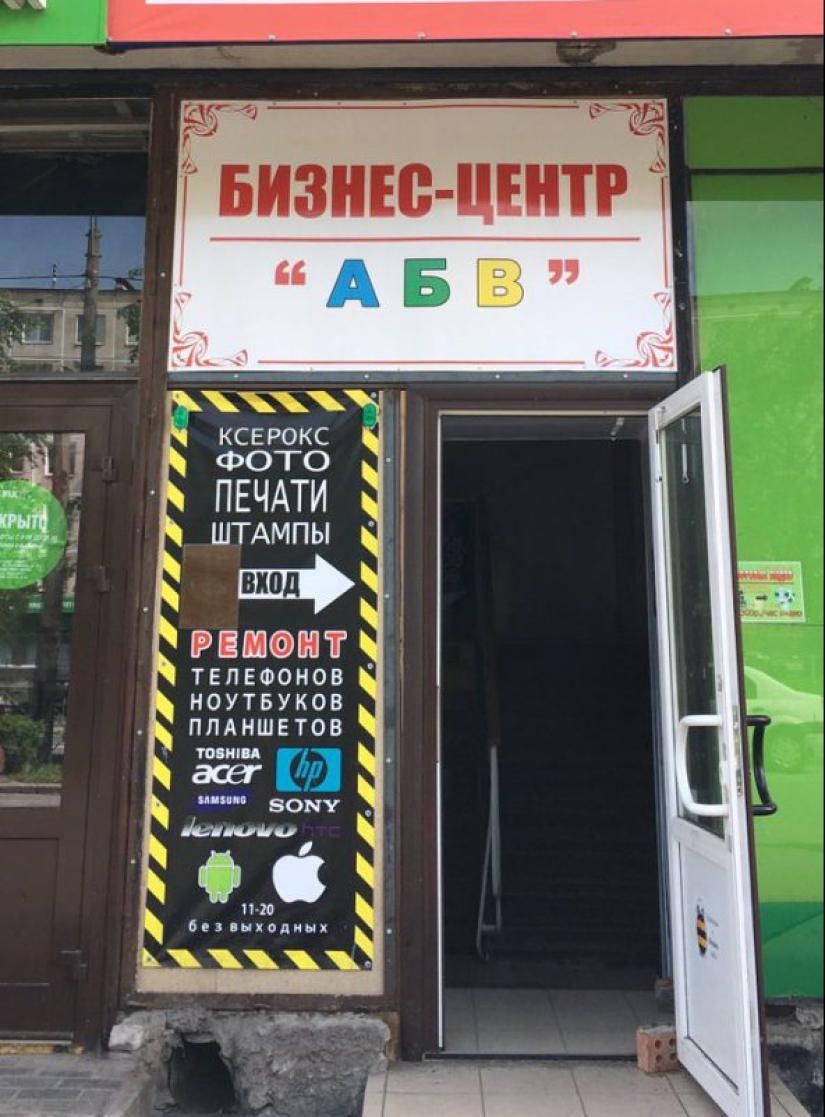 БИЗНЕС-ЦЕНТР
“АБВ”
КСЕРОКС
ФОТО
ПЕЧАТИ
ШТАМПЫ
ВХОД
РЕМОНТ
ТЕЛЕФОНОВ
НОУТБУКОВ
ПЛАНШЕТОВ
TOSHIBA
acer
hp
SAMSUNG
SONY
lenovo
htc
11-20
без выходных